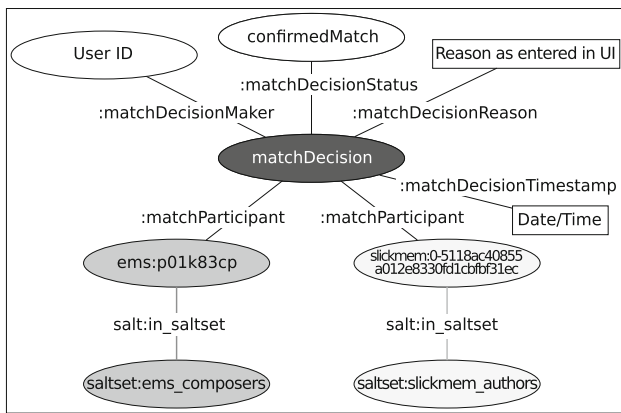 User ID
confirmedMatch
Reason as entered in UI
:matchDecisionStatus
:matchDecisionMaker
:matchDecisionReason
matchDecision
:matchDecisionTimestamp
Date/Time
:matchParticipant
:matchParticipant
ems:p01k83cp
slickmem:0-5118ac40855
a012e8330fd1cbfbf31ec
salt:in_saltset
salt:in_saltset
saltset:ems_composers
saltset:slickmem_authors